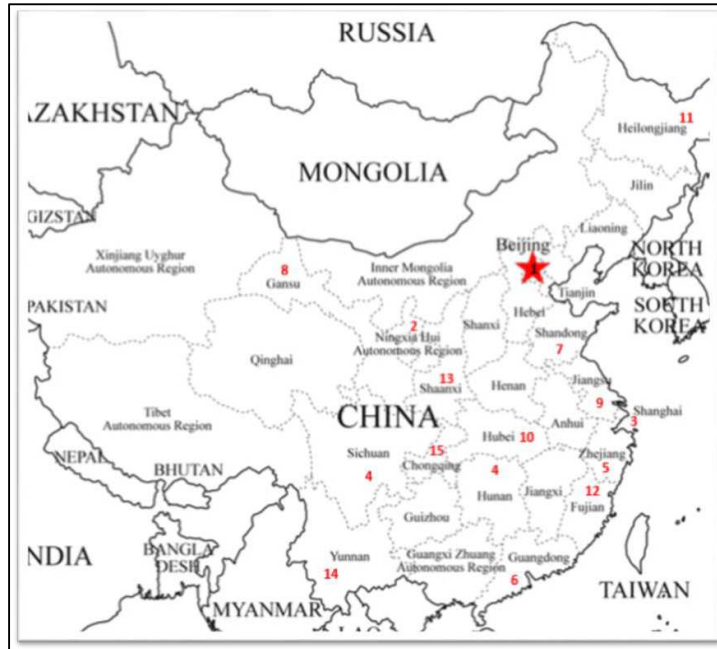 RUSSIA
AZAKHSTAN
11
Heilongjiang
MONGOLIA
Jilin
GIZSTAN
Liaoning
Beijing
NORTH
KOREA
Xinjiang Uyghur
Autonomous Region
8
Gansu
Inner Mongolia
Autonomous Region
1
Tianjin
PAKISTAN
Hebei
SOUTH
KOREA
2
Ningxia Hui
Autonomous Region
Shanxi
Shandong
7
Qinghai
13
Shaanxi
Henan
Jiangsu
9
Tibet
Autonomous Region
CHINA
Anhui
Shanghai
3
NEPAL
BHUTAN
Sichuan
4
15
Chongqing
Hubei 10
4
Hunan
Jiangxi
Zhejiang
5
12
Fujian
Guizhou
INDIA
BANGLA
DESH
Yunnan
14
Guangxi Zhuang
Autonomous Region
Guangdong
6
TAIWAN
MYANMAR